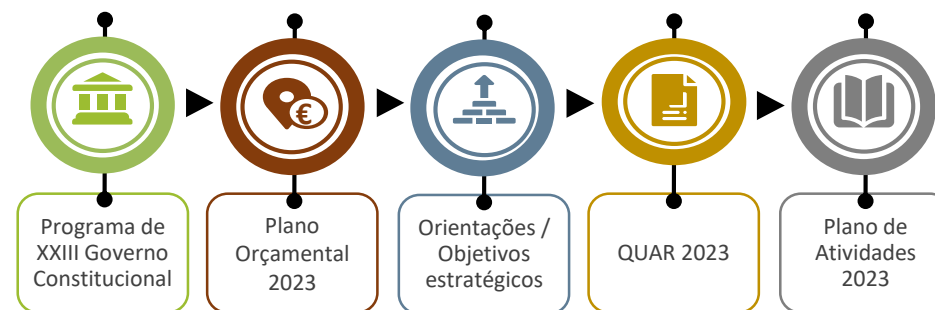 Programa de
XXIII Governo
Constitucional
Plano
Orçamental
2023
Orientações /
Objetivos
estratégicos
QUAR 2023
Plano de
Atividades
2023